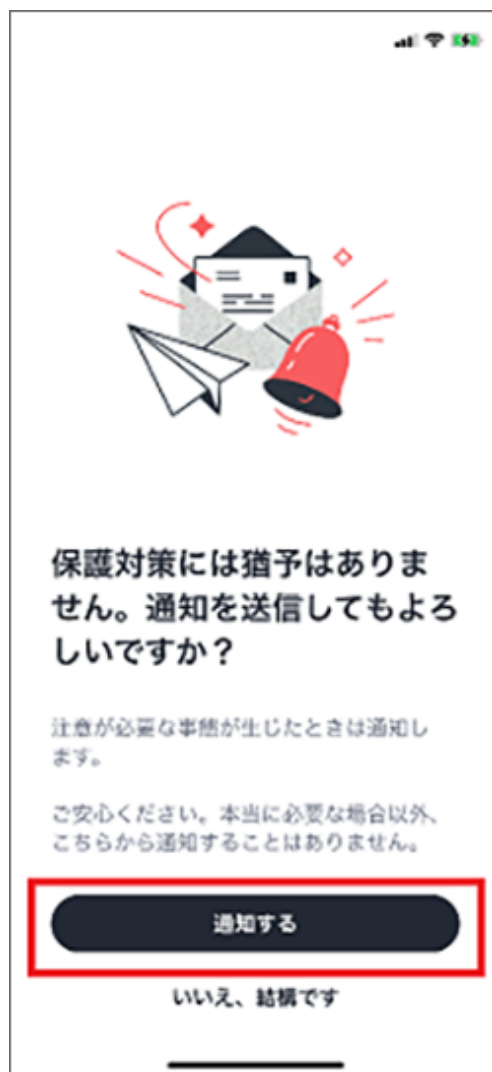 保護対策には猶予はありま
せん。通知を送信してもよろ
しいですか？
注意が必要な事態が生じたときは通知し
ます。
ご安心ください。本当に必要な場合以外、
こちらから通知することはありません。
通知する
いいえ、結構です